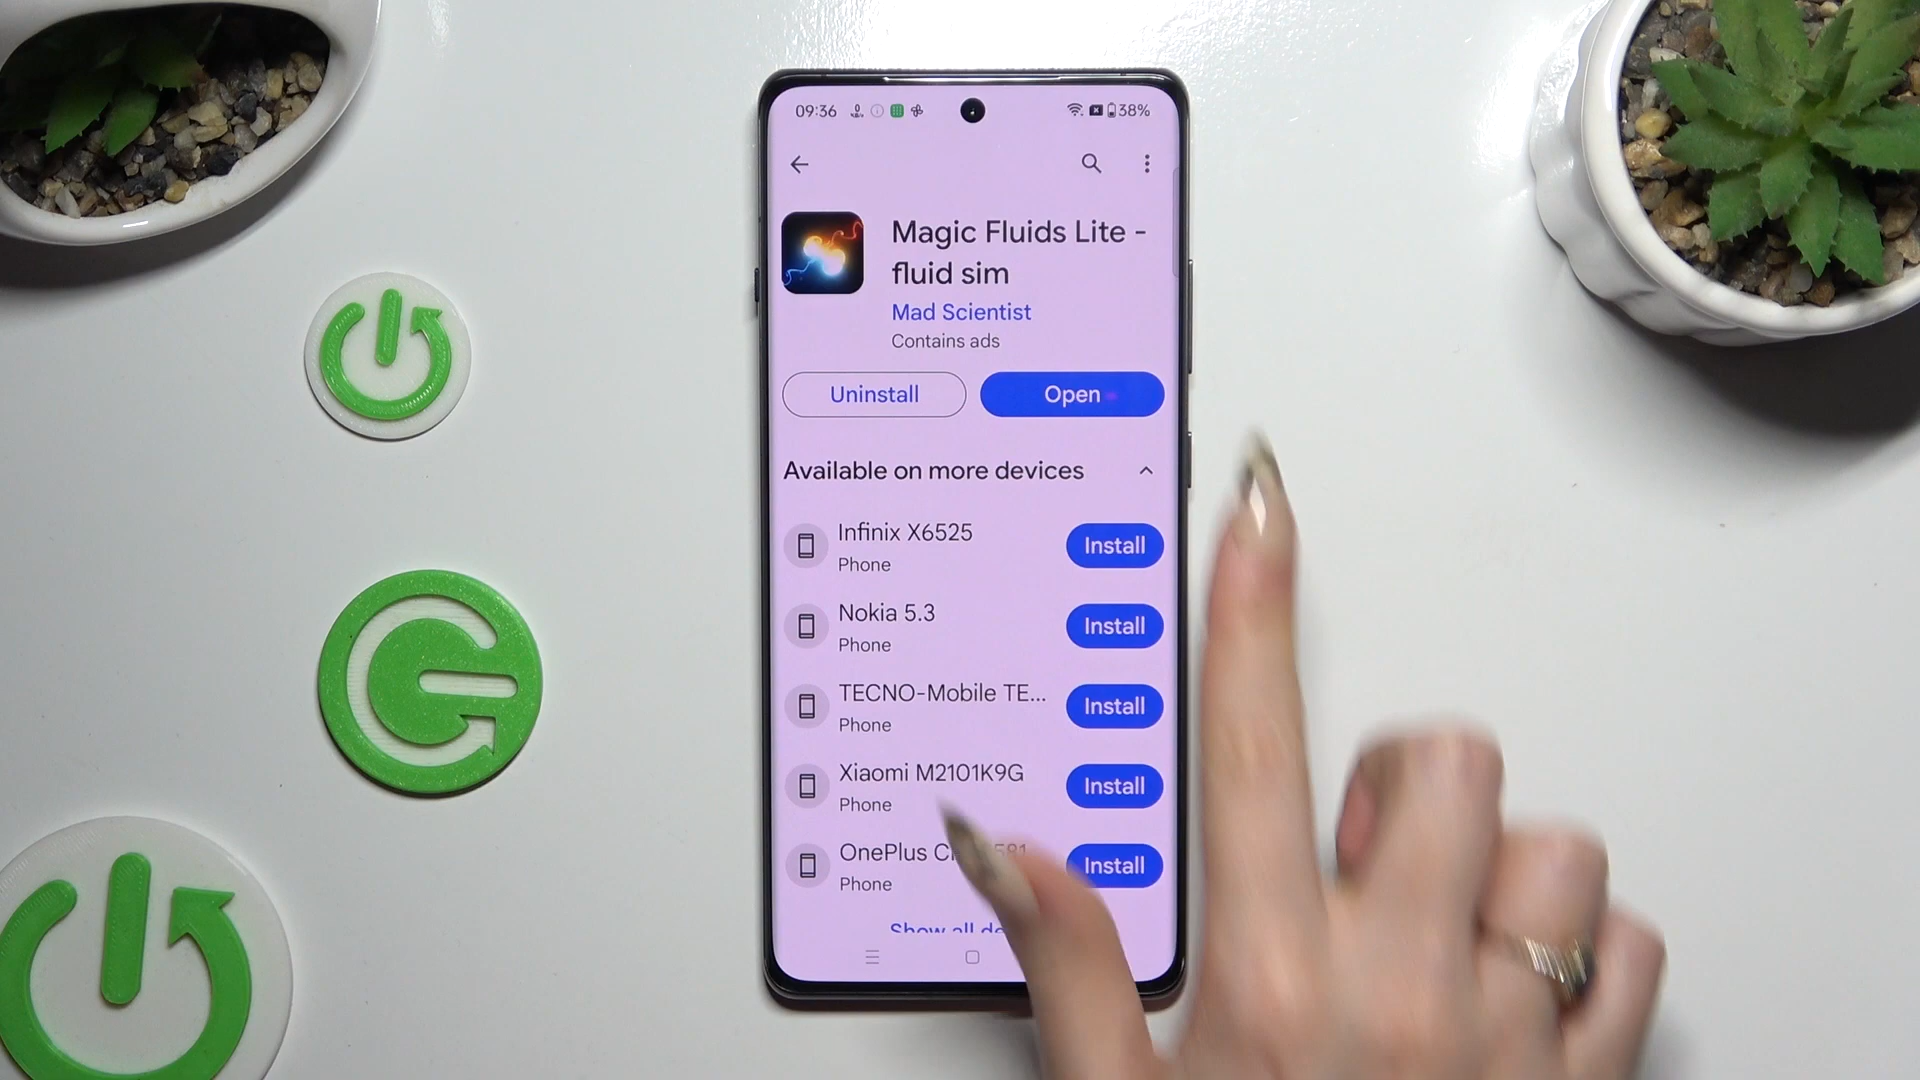 09:36
38%
Magic Fluids Lite -
fluid sim
Mad Scientist
Contains ads
Uninstall
Open
Available on more devices
Infinix X6525
Phone
Install
Nokia 5.3
Phone
Install
TECNO-Mobile TE...
Phone
Install
Xiaomi M2101K9G
Phone
Install
OnePlus
Phone
Install
Show all